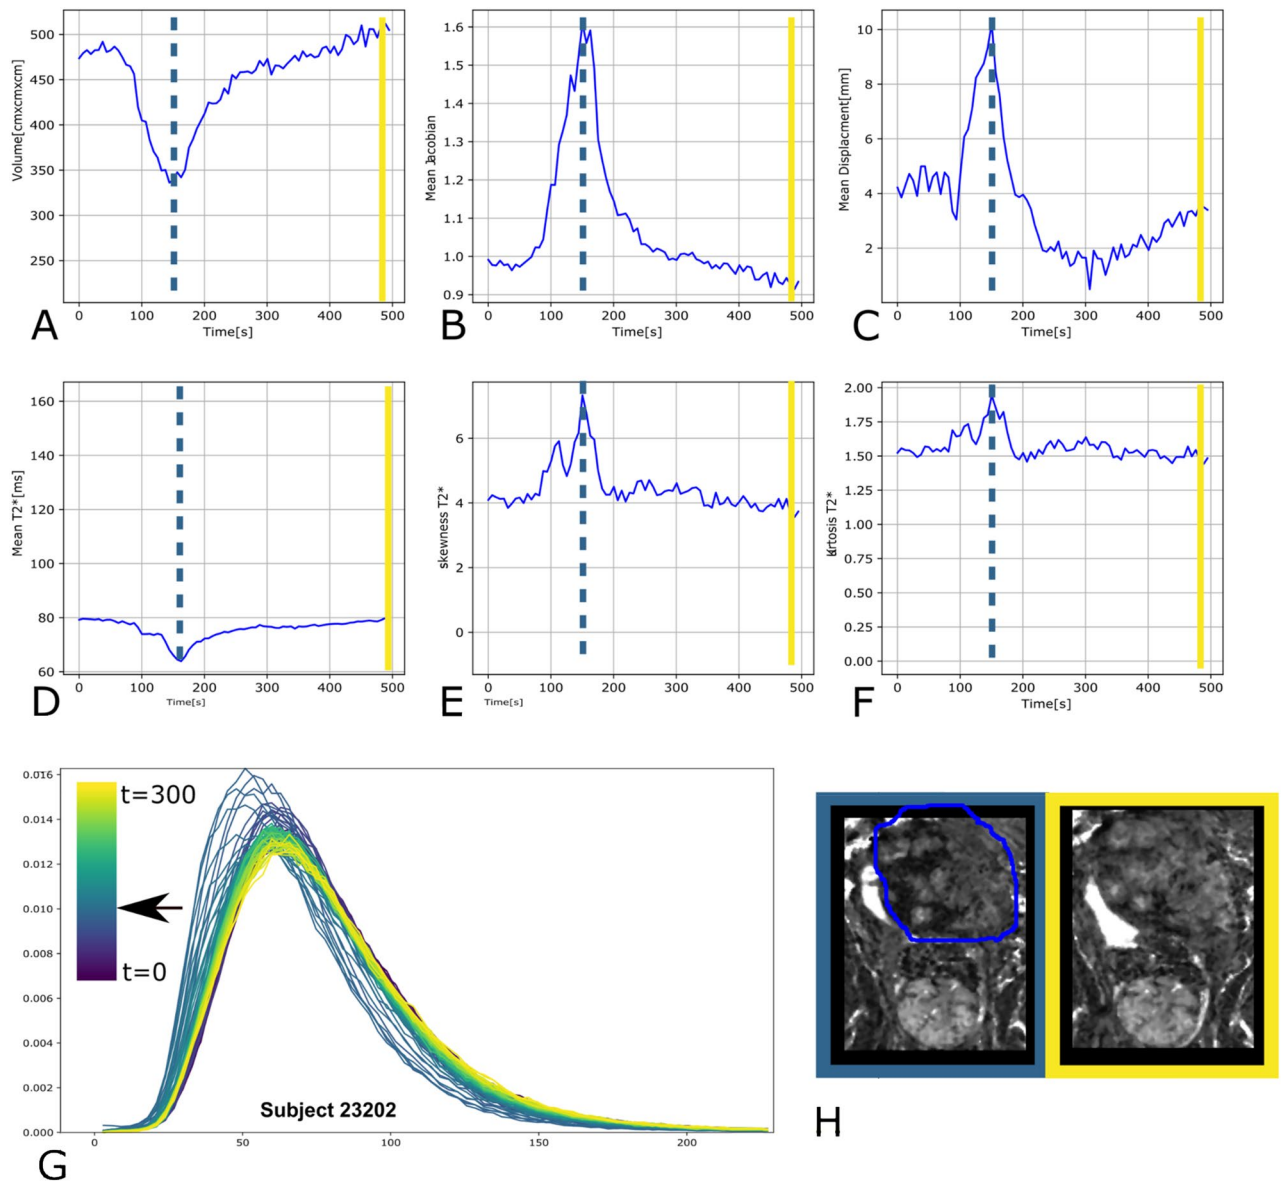 500
450
400
350
300
250
Volume[cmxcmxcm]
0 100 200 300 400 500
Time[s]
A
1.6
1.5
1.4
1.3
1.2
1.1
1.0
0.9
Mean Jacobian
0 100 200 300 400 500
Time[s]
B
10
8
6
4
2
Mean Displacment[mm]
0 100 200 300 400 500
Time[s]
C
160
140
120
100
80
60
Mean T2*[ms]
0 100 200 300 400 500
Time[s]
D
6
4
2
0
skewness T2*
0 100 200 300 400 500
Time[s]
E
2.00
1.75
1.50
1.25
1.00
0.75
0.50
0.25
0.00
0 100 200 300 400 500
Time[s]
F
0.016
0.014
0.012
0.010
0.008
0.006
0.004
0.002
0.000
t=300
t=0
Subject 23202
0 50 100 150 200
G
H